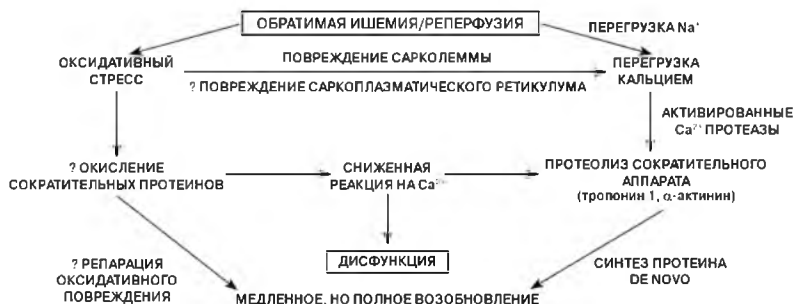 ОБРАТИМАЯ ИШЕМИЯ/РЕПЕРФУЗИЯ
ПЕРЕГРУЗКА Na⁺
ОКСИДАТИВНЫЙ
СТРЕСС
ПОВРЕЖДЕНИЕ САРКОЛЕММЫ
? ПОВРЕЖДЕНИЕ САРКОПЛАЗМАТИЧЕСКОГО РЕТИКУЛУМА
ПЕРЕГРУЗКА
КАЛЬЦИЕМ
АКТИВИРОВАННЫЕ
Ca²⁺ ПРОТЕАЗЫ
? ОКИСЛЕНИЕ
СОКРАТИТЕЛЬНЫХ ПРОТЕИНОВ
СНИЖЕННАЯ
РЕАКЦИЯ НА Ca²⁺
ПРОТЕОЛИЗ СОКРАТИТЕЛЬНОГО
АППАРАТА
(тропонин 1, α-актинин)
ДИСФУНКЦИЯ
? РЕПАРАЦИЯ
ОКСИДАТИВНОГО
ПОВРЕЖДЕНИЯ
СИНТЕЗ ПРОТЕИНА
DE NOVO
МЕДЛЕННОЕ, НО ПОЛНОЕ ВОЗОБНОВЛЕНИЕ